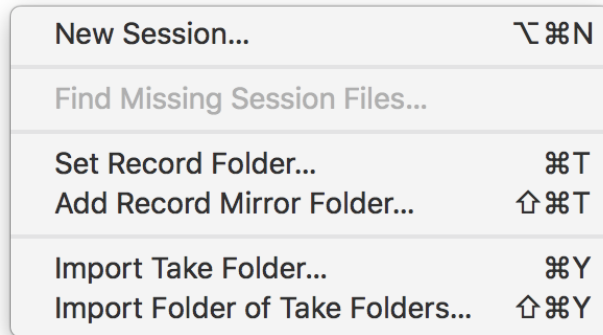 New Session... ⌥⌘N
Find Missing Session Files...
Set Record Folder... ⌘T
Add Record Mirror Folder... ⇧⌘T
Import Take Folder... ⌘Y
Import Folder of Take Folders... ⇧⌘Y